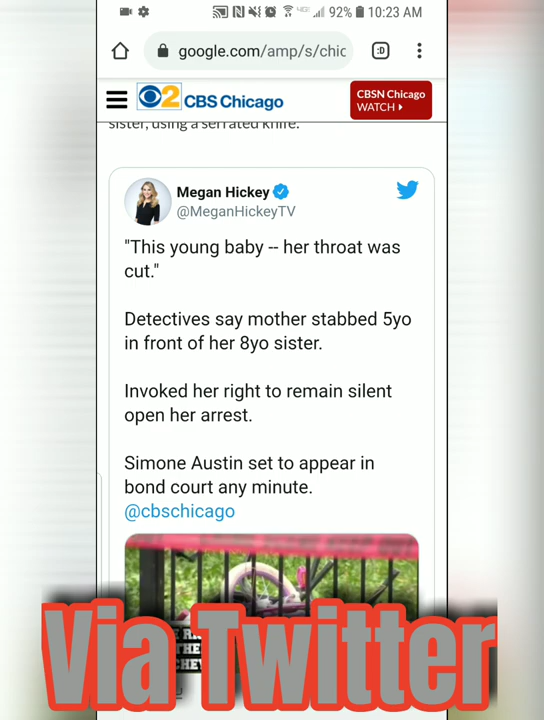 92% 10:23 AM
google.com/amp/s/chic
:D
2 CBS Chicago
CBSN Chicago
WATCH
sister, using a serrated knife.
Megan Hickey
@MeganHickeyTV
"This young baby -- her throat was
cut."
Detectives say mother stabbed 5yo
in front of her 8yo sister.
Invoked her right to remain silent
open her arrest.
Simone Austin set to appear in
bond court any minute.
@cbschicago
Via Twitter